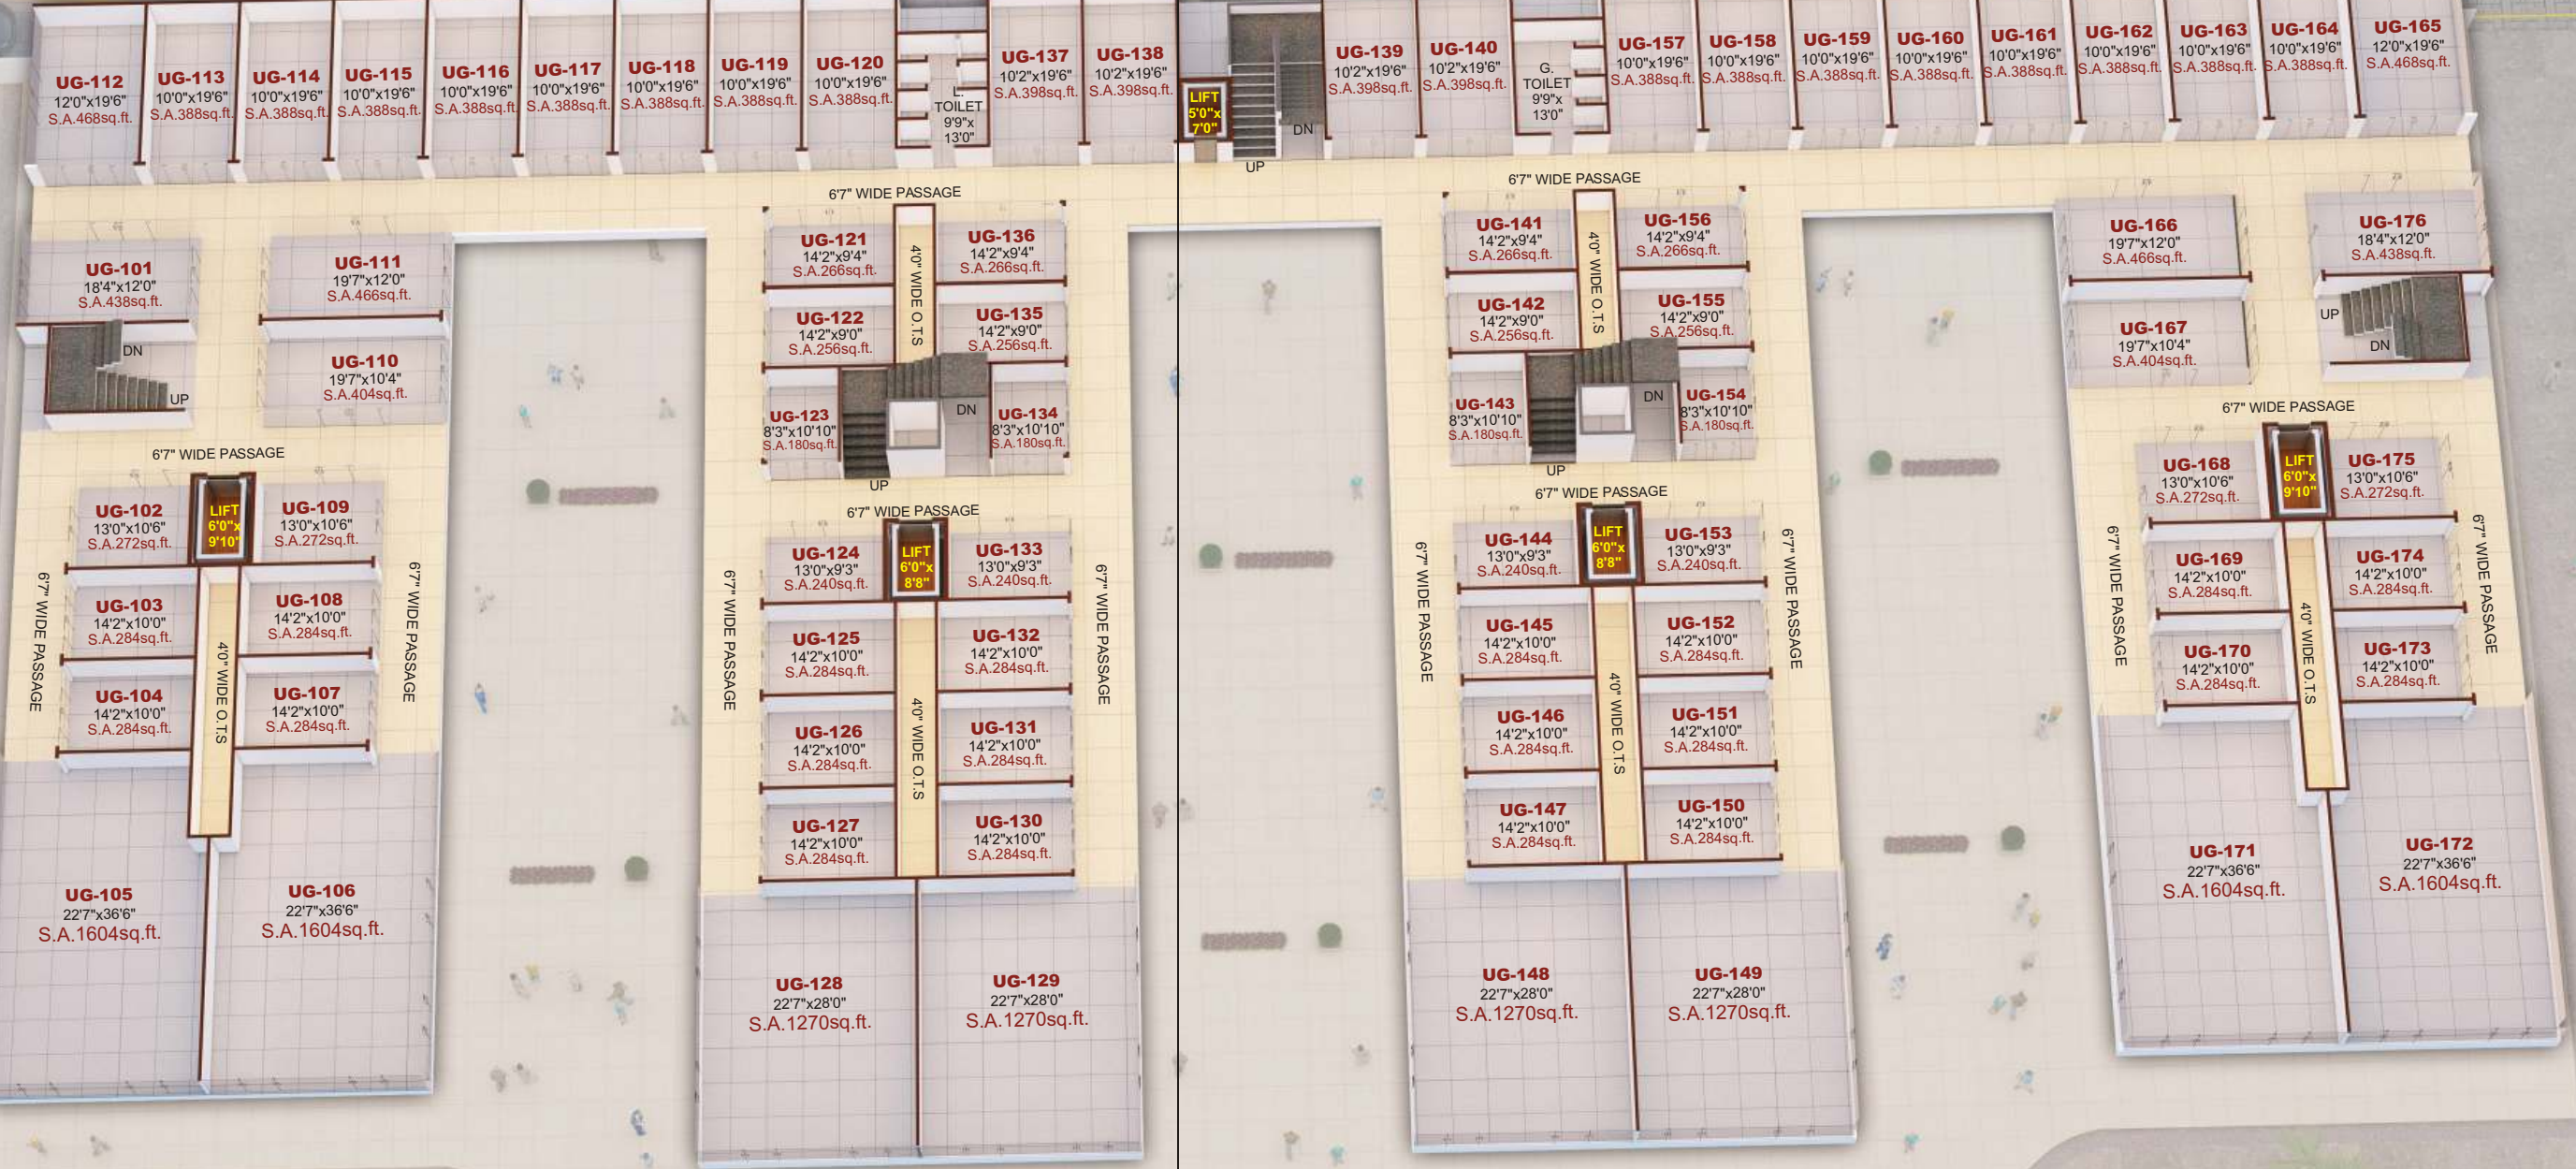 UG-112
12'0"x19'6"
S.A.468sq.ft.
UG-113
10'0"x19'6"
S.A.388sq.ft.
UG-114
10'0"x19'6"
S.A.388sq.ft.
UG-115
10'0"x19'6"
S.A.388sq.ft.
UG-116
10'0"x19'6"
S.A.388sq.ft.
UG-117
10'0"x19'6"
S.A.388sq.ft.
UG-118
10'0"x19'6"
S.A.388sq.ft.
UG-119
10'0"x19'6"
S.A.388sq.ft.
UG-120
10'0"x19'6"
S.A.388sq.ft.
L.
TOILET
9'9"x
13'0"
UG-137
10'2"x19'6"
S.A.398sq.ft.
UG-138
10'2"x19'6"
S.A.398sq.ft.
LIFT
5'0"x
7'0"
DN
UP
UG-139
10'2"x19'6"
S.A.398sq.ft.
UG-140
10'2"x19'6"
S.A.398sq.ft.
G.
TOILET
9'9"x
13'0"
UG-157
10'0"x19'6"
S.A.388sq.ft.
UG-158
10'0"x19'6"
S.A.388sq.ft.
UG-159
10'0"x19'6"
S.A.388sq.ft.
UG-160
10'0"x19'6"
S.A.388sq.ft.
UG-161
10'0"x19'6"
S.A.388sq.ft.
UG-162
10'0"x19'6"
S.A.388sq.ft.
UG-163
10'0"x19'6"
S.A.388sq.ft.
UG-164
10'0"x19'6"
S.A.388sq.ft.
UG-165
12'0"x19'6"
S.A.468sq.ft.
UG-101
18'4"x12'0"
S.A.438sq.ft.
DN
UP
UG-111
19'7"x12'0"
S.A.466sq.ft.
UG-110
19'7"x10'4"
S.A.404sq.ft.
6'7" WIDE PASSAGE
UG-102
13'0"x10'6"
S.A.272sq.ft.
LIFT
6'0"x
9'10"
UG-109
13'0"x10'6"
S.A.272sq.ft.
6'7" WIDE PASSAGE
UG-103
14'2"x10'0"
S.A.284sq.ft.
4'0" WIDE O.T.S
UG-108
14'2"x10'0"
S.A.284sq.ft.
6'7" WIDE PASSAGE
UG-104
14'2"x10'0"
S.A.284sq.ft.
UG-107
14'2"x10'0"
S.A.284sq.ft.
UG-105
22'7"x36'6"
S.A.1604sq.ft.
UG-106
22'7"x36'6"
S.A.1604sq.ft.
6'7" WIDE PASSAGE
UG-121
14'2"x9'4"
S.A.266sq.ft.
4'0" WIDE O.T.S
UG-136
14'2"x9'4"
S.A.266sq.ft.
UG-122
14'2"x9'0"
S.A.256sq.ft.
UG-135
14'2"x9'0"
S.A.256sq.ft.
UG-123
8'3"x10'10"
S.A.180sq.ft.
DN
UP
UG-134
8'3"x10'10"
S.A.180sq.ft.
6'7" WIDE PASSAGE
UG-124
13'0"x9'3"
S.A.240sq.ft.
LIFT
6'0"x
8'8"
UG-133
13'0"x9'3"
S.A.240sq.ft.
6'7" WIDE PASSAGE
UG-125
14'2"x10'0"
S.A.284sq.ft.
UG-132
14'2"x10'0"
S.A.284sq.ft.
6'7" WIDE PASSAGE
UG-126
14'2"x10'0"
S.A.284sq.ft.
4'0" WIDE O.T.S
UG-131
14'2"x10'0"
S.A.284sq.ft.
UG-127
14'2"x10'0"
S.A.284sq.ft.
UG-130
14'2"x10'0"
S.A.284sq.ft.
UG-128
22'7"x28'0"
S.A.1270sq.ft.
UG-129
22'7"x28'0"
S.A.1270sq.ft.
6'7" WIDE PASSAGE
UG-141
14'2"x9'4"
S.A.266sq.ft.
4'0" WIDE O.T.S
UG-156
14'2"x9'4"
S.A.266sq.ft.
UG-142
14'2"x9'0"
S.A.256sq.ft.
UG-155
14'2"x9'0"
S.A.256sq.ft.
UG-143
8'3"x10'10"
S.A.180sq.ft.
DN
UP
UG-154
8'3"x10'10"
S.A.180sq.ft.
6'7" WIDE PASSAGE
UG-144
13'0"x9'3"
S.A.240sq.ft.
LIFT
6'0"x
8'8"
UG-153
13'0"x9'3"
S.A.240sq.ft.
6'7" WIDE PASSAGE
UG-145
14'2"x10'0"
S.A.284sq.ft.
UG-152
14'2"x10'0"
S.A.284sq.ft.
6'7" WIDE PASSAGE
UG-146
14'2"x10'0"
S.A.284sq.ft.
4'0" WIDE O.T.S
UG-151
14'2"x10'0"
S.A.284sq.ft.
UG-147
14'2"x10'0"
S.A.284sq.ft.
UG-150
14'2"x10'0"
S.A.284sq.ft.
UG-148
22'7"x28'0"
S.A.1270sq.ft.
UG-149
22'7"x28'0"
S.A.1270sq.ft.
UG-166
19'7"x12'0"
S.A.466sq.ft.
UG-176
18'4"x12'0"
S.A.438sq.ft.
UG-167
19'7"x10'4"
S.A.404sq.ft.
UP
DN
6'7" WIDE PASSAGE
UG-168
13'0"x10'6"
S.A.272sq.ft.
LIFT
6'0"x
9'10"
UG-175
13'0"x10'6"
S.A.272sq.ft.
6'7" WIDE PASSAGE
UG-169
14'2"x10'0"
S.A.284sq.ft.
4'0" WIDE O.T.S
UG-174
14'2"x10'0"
S.A.284sq.ft.
6'7" WIDE PASSAGE
UG-170
14'2"x10'0"
S.A.284sq.ft.
UG-173
14'2"x10'0"
S.A.284sq.ft.
UG-171
22'7"x36'6"
S.A.1604sq.ft.
UG-172
22'7"x36'6"
S.A.1604sq.ft.